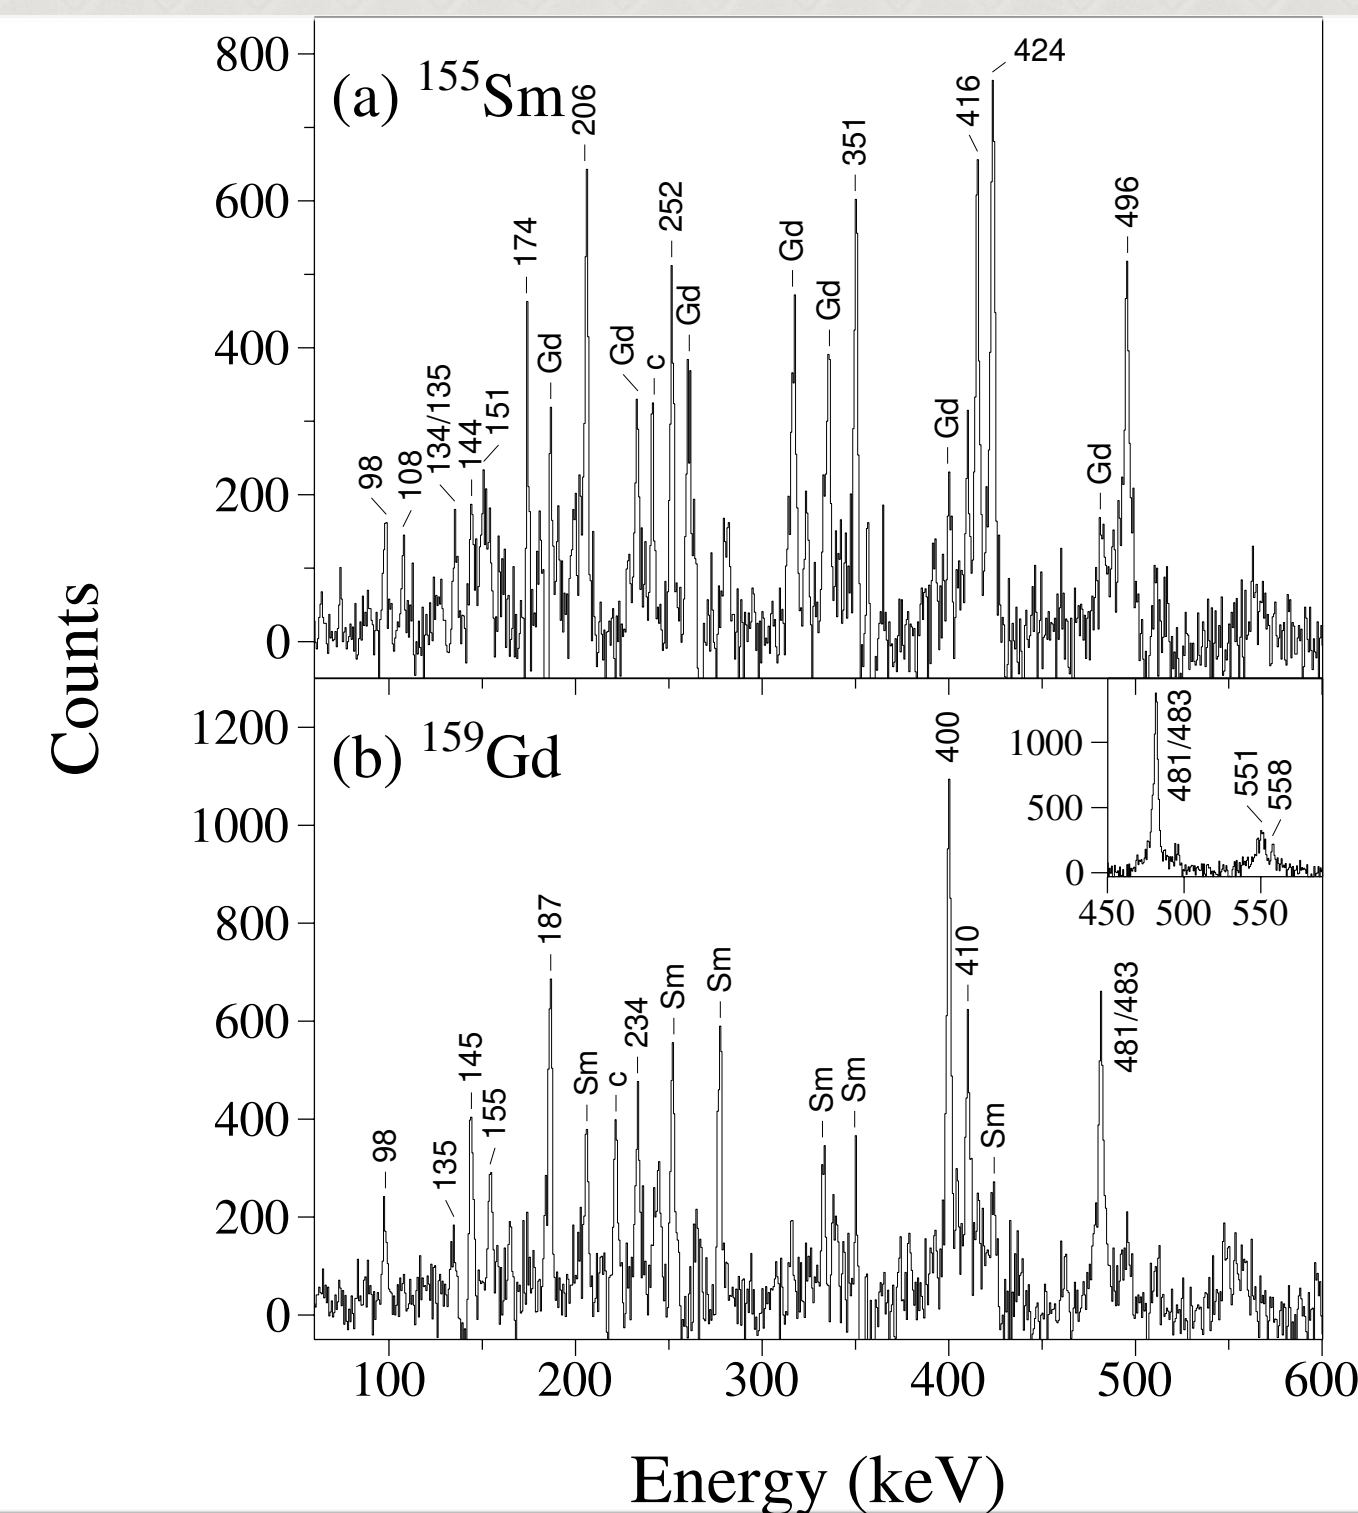 800
600
400
200
0
(a) ¹⁵⁵Sm
98
108
134/135
144
151
174
Gd
206
Gd
c
252
Gd
Gd
Gd
351
Gd
416
424
Gd
496
Counts
1200
1000
800
600
400
200
0
(b) ¹⁵⁹Gd
98
135
145
155
187
Sm
c
234
Sm
Sm
Sm
Sm
400
410
Sm
481/483
1000
500
0
481/483
551
558
450 500 550
100 200 300 400 500 600
Energy (keV)